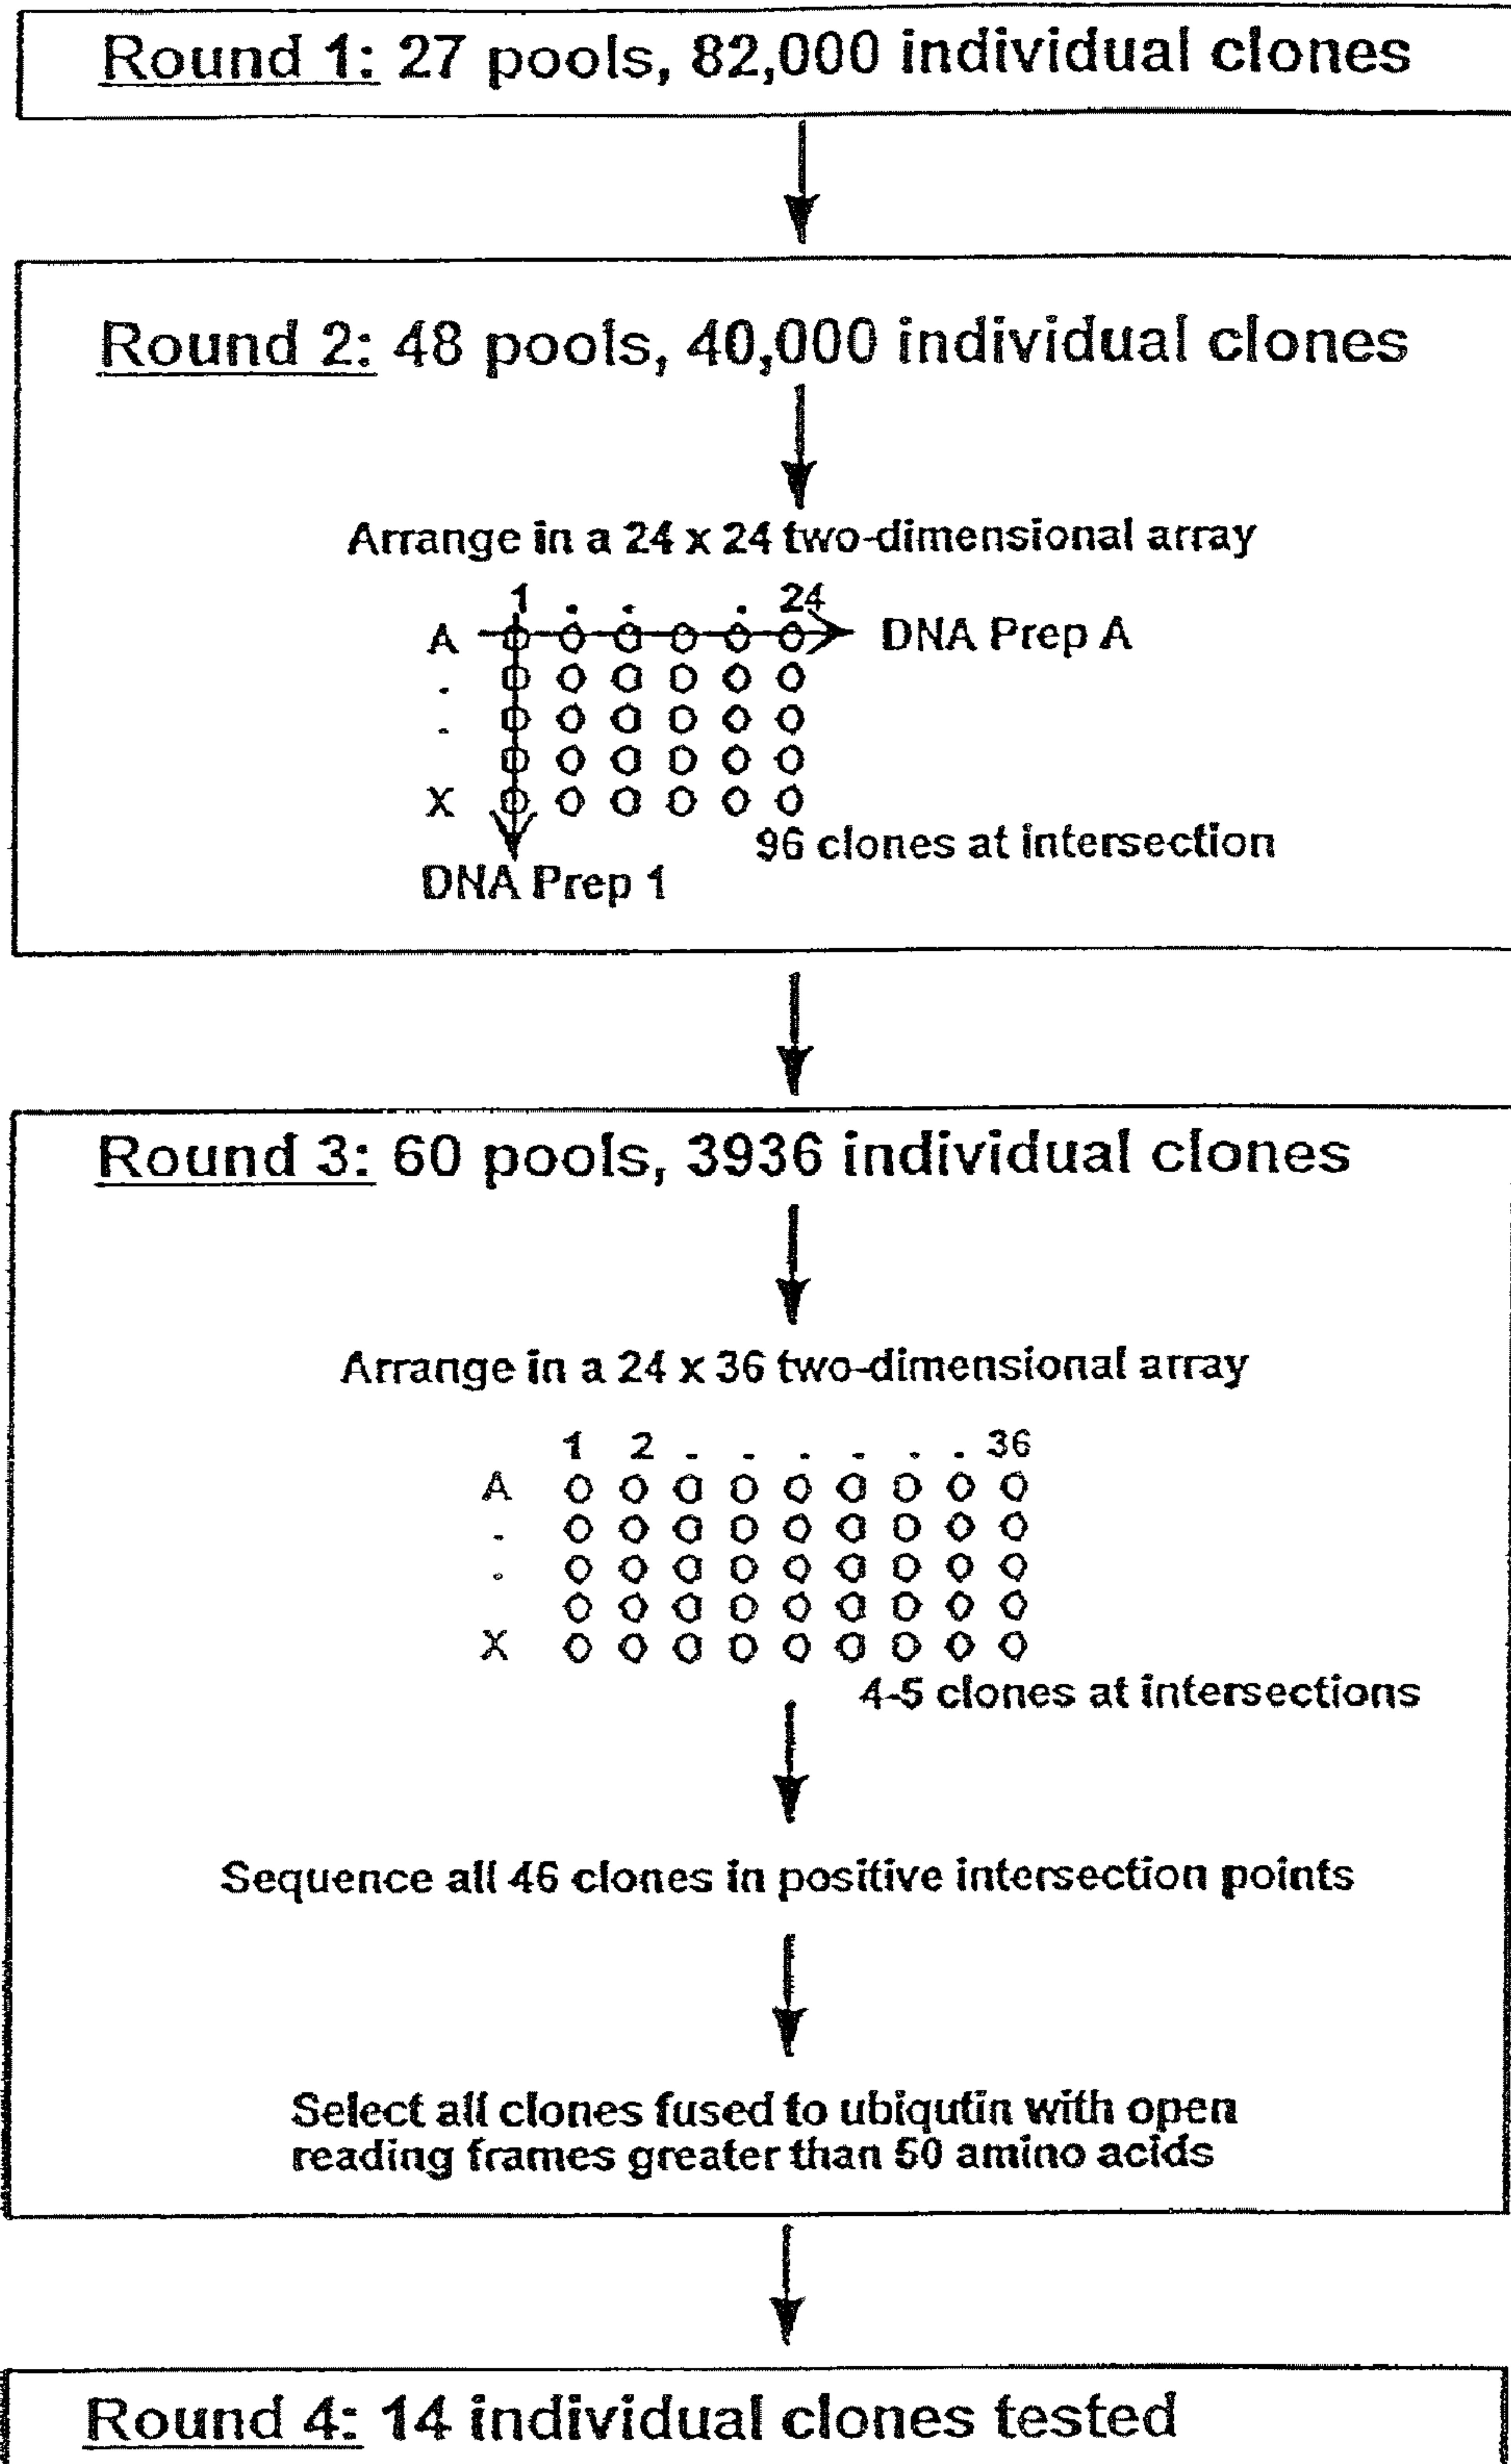 Round 1: 27 pools, 82,000 individual clones
Round 2: 48 pools, 40,000 individual clones
Arrange in a 24 x 24 two-dimensional array
1 . . . 24
A DNA Prep A
.
.
X
96 clones at intersection
DNA Prep 1
Round 3: 60 pools, 3936 individual clones
Arrange in a 24 x 36 two-dimensional array
1 2 . . . . . . 36
A
.
.
X
4-5 clones at intersections
Sequence all 46 clones in positive intersection points
Select all clones fused to ubiqutin with open
reading frames greater than 50 amino acids
Round 4: 14 individual clones tested